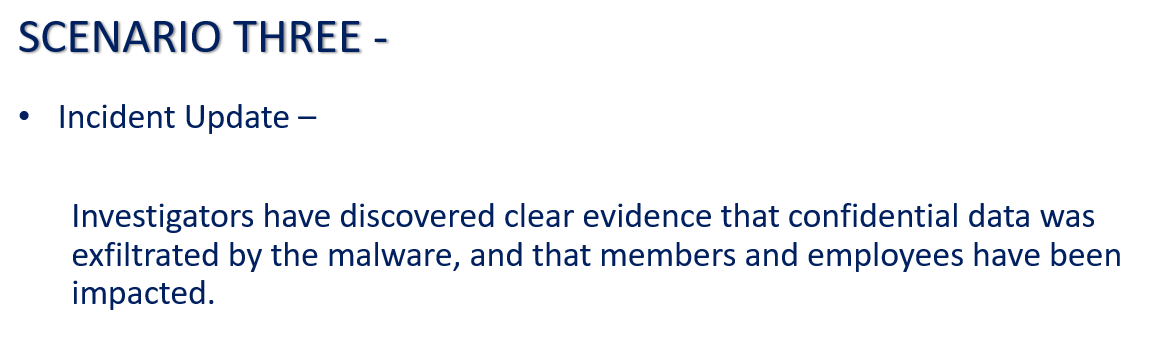 SCENARIO THREE -
• Incident Update –
Investigators have discovered clear evidence that confidential data was
exfiltrated by the malware, and that members and employees have been
impacted.